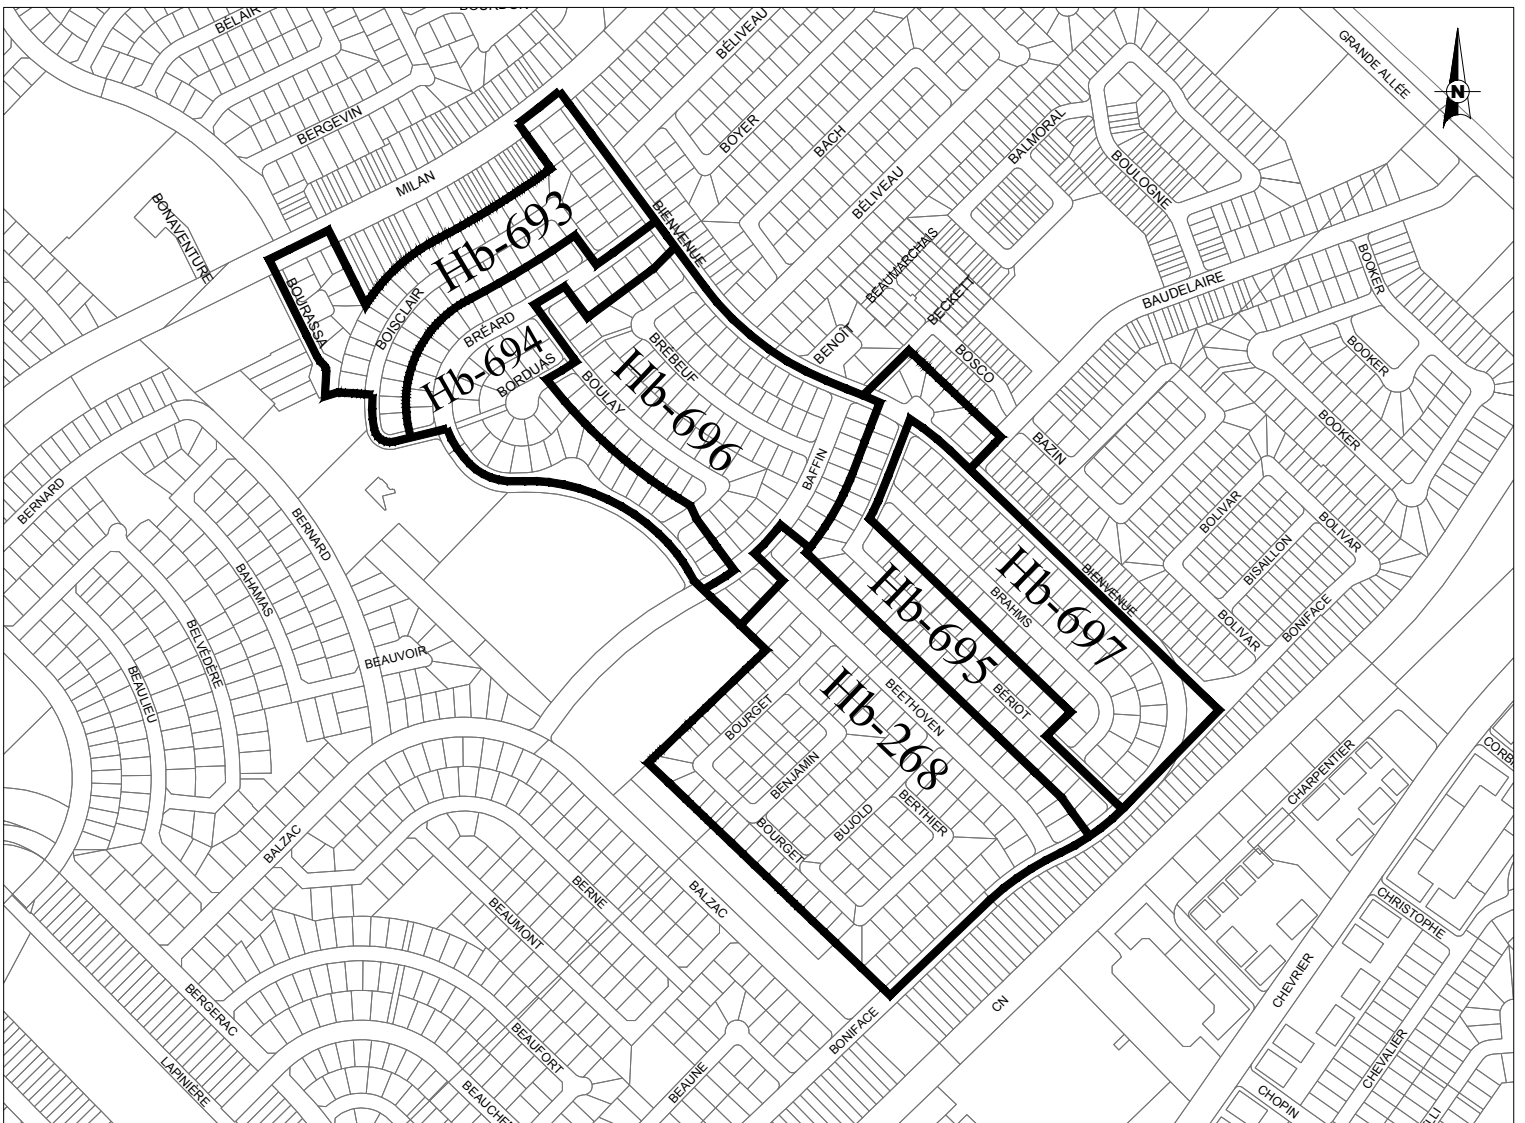 BÉLAIR
BÉLIVEAU
GRANDE ALLÉE
N
BERGEVIN
BOYER
BACH
BALMORAL
BOULOGNE
MILAN
BÉLIVEAU
BONAVENTURE
BIENVENUE
Hb-693
BEAUMARCHAIS
BECKETT
BAUDELAIRE
BOOKER
BOURASSA
BOISCLAIR
BRÉARD
Hb-694
BORDUAS
BOULAY
BRÉBEUF
Hb-696
BENOIT
BOSCO
BOOKER
BOOKER
BAFFIN
BAZIN
BERNARD
BERNARD
BOLIVAR
BOLIVAR
BISAILLON
BOLIVAR
BONIFACE
BAHAMAS
BELVÉDÈRE
BEAULIEU
BEAUVOIR
Hb-697
BIENVENUE
BRAHMS
Hb-695
BÉRIOT
BEETHOVEN
Hb-268
BOURGET
BENJAMIN
BOURGET
BUJOLD
BERTHIER
CHARPENTIER
BALZAC
BALZAC
BERNE
BEAUMONT
CHRISTOPHE
CHEVRIER
CN
BERGERAC
BEAUFORT
BONIFACE
LAPINIÈRE
BEAUNE
CHEVALIER
CHOPIN